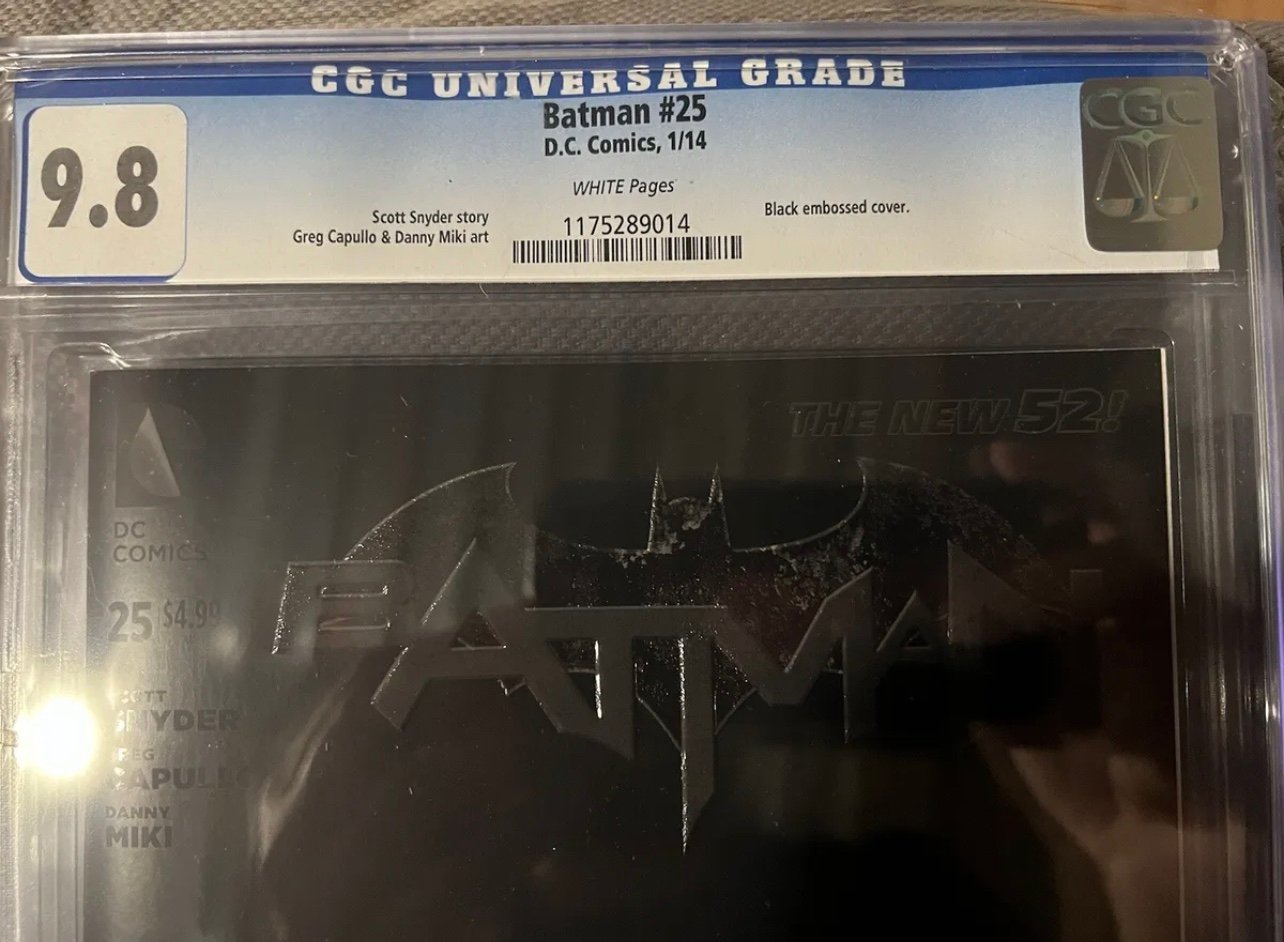 CGC UNIVERSAL GRADE
9.8
Batman #25
D.C. Comics, 1/14
WHITE Pages
Scott Snyder story
Greg Capullo & Danny Miki art
1175289014
Black embossed cover.
CGC
THE NEW 52!
DC
COMICS
25 $4.99
BATMAN
SNYDER
CAPULLO
DANNY
MIKI